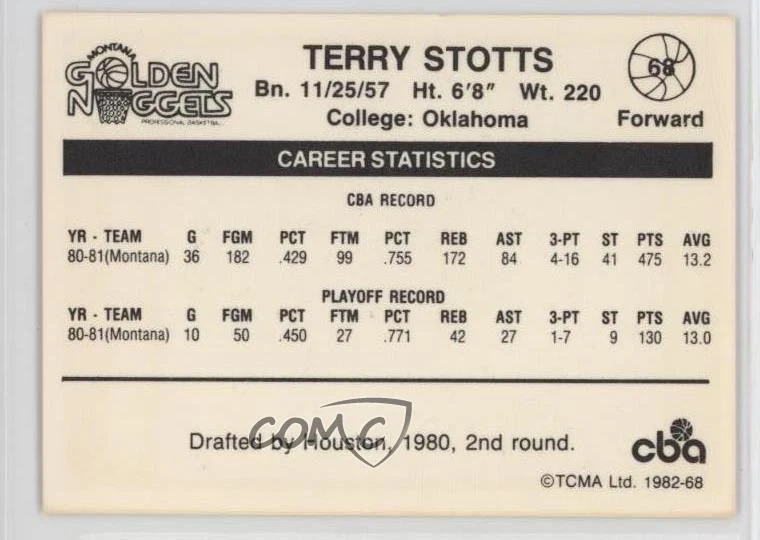 MONTANA
GOLDEN
NUGGETS
PROFESSIONAL BASKETBALL
TERRY STOTTS
Bn. 11/25/57 Ht. 6'8" Wt. 220
College: Oklahoma
68
Forward
CAREER STATISTICS
CBA RECORD
YR - TEAM G FGM PCT FTM PCT REB AST 3-PT ST PTS AVG
80-81(Montana) 36 182 .429 99 .755 172 84 4-16 41 475 13.2
PLAYOFF RECORD
YR - TEAM G FGM PCT FTM PCT REB AST 3-PT ST PTS AVG
80-81(Montana) 10 50 .450 27 .771 42 27 1-7 9 130 13.0
COMC
Drafted by Houston, 1980, 2nd round.
cba
©TCMA Ltd. 1982-68